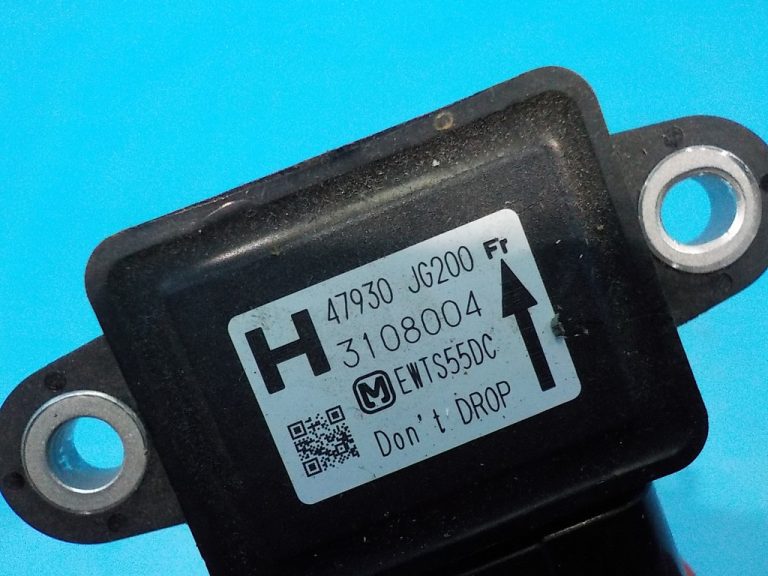 H 47930 JG200 Fr
3108004
M EWTS55DC
Don't DROP